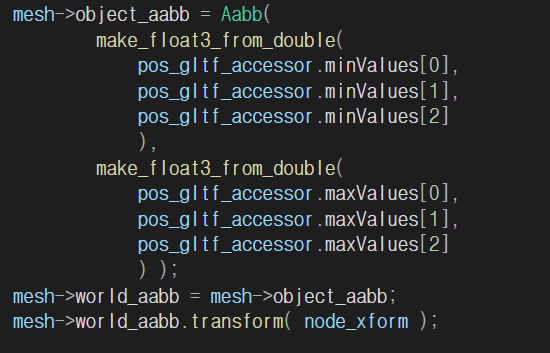 mesh->object_aabb = Aabb(
make_float3_from_double(
pos_gltf_accessor.minValues[0],
pos_gltf_accessor.minValues[1],
pos_gltf_accessor.minValues[2]
),
make_float3_from_double(
pos_gltf_accessor.maxValues[0],
pos_gltf_accessor.maxValues[1],
pos_gltf_accessor.maxValues[2]
) );
mesh->world_aabb = mesh->object_aabb;
mesh->world_aabb.transform( node_xform );